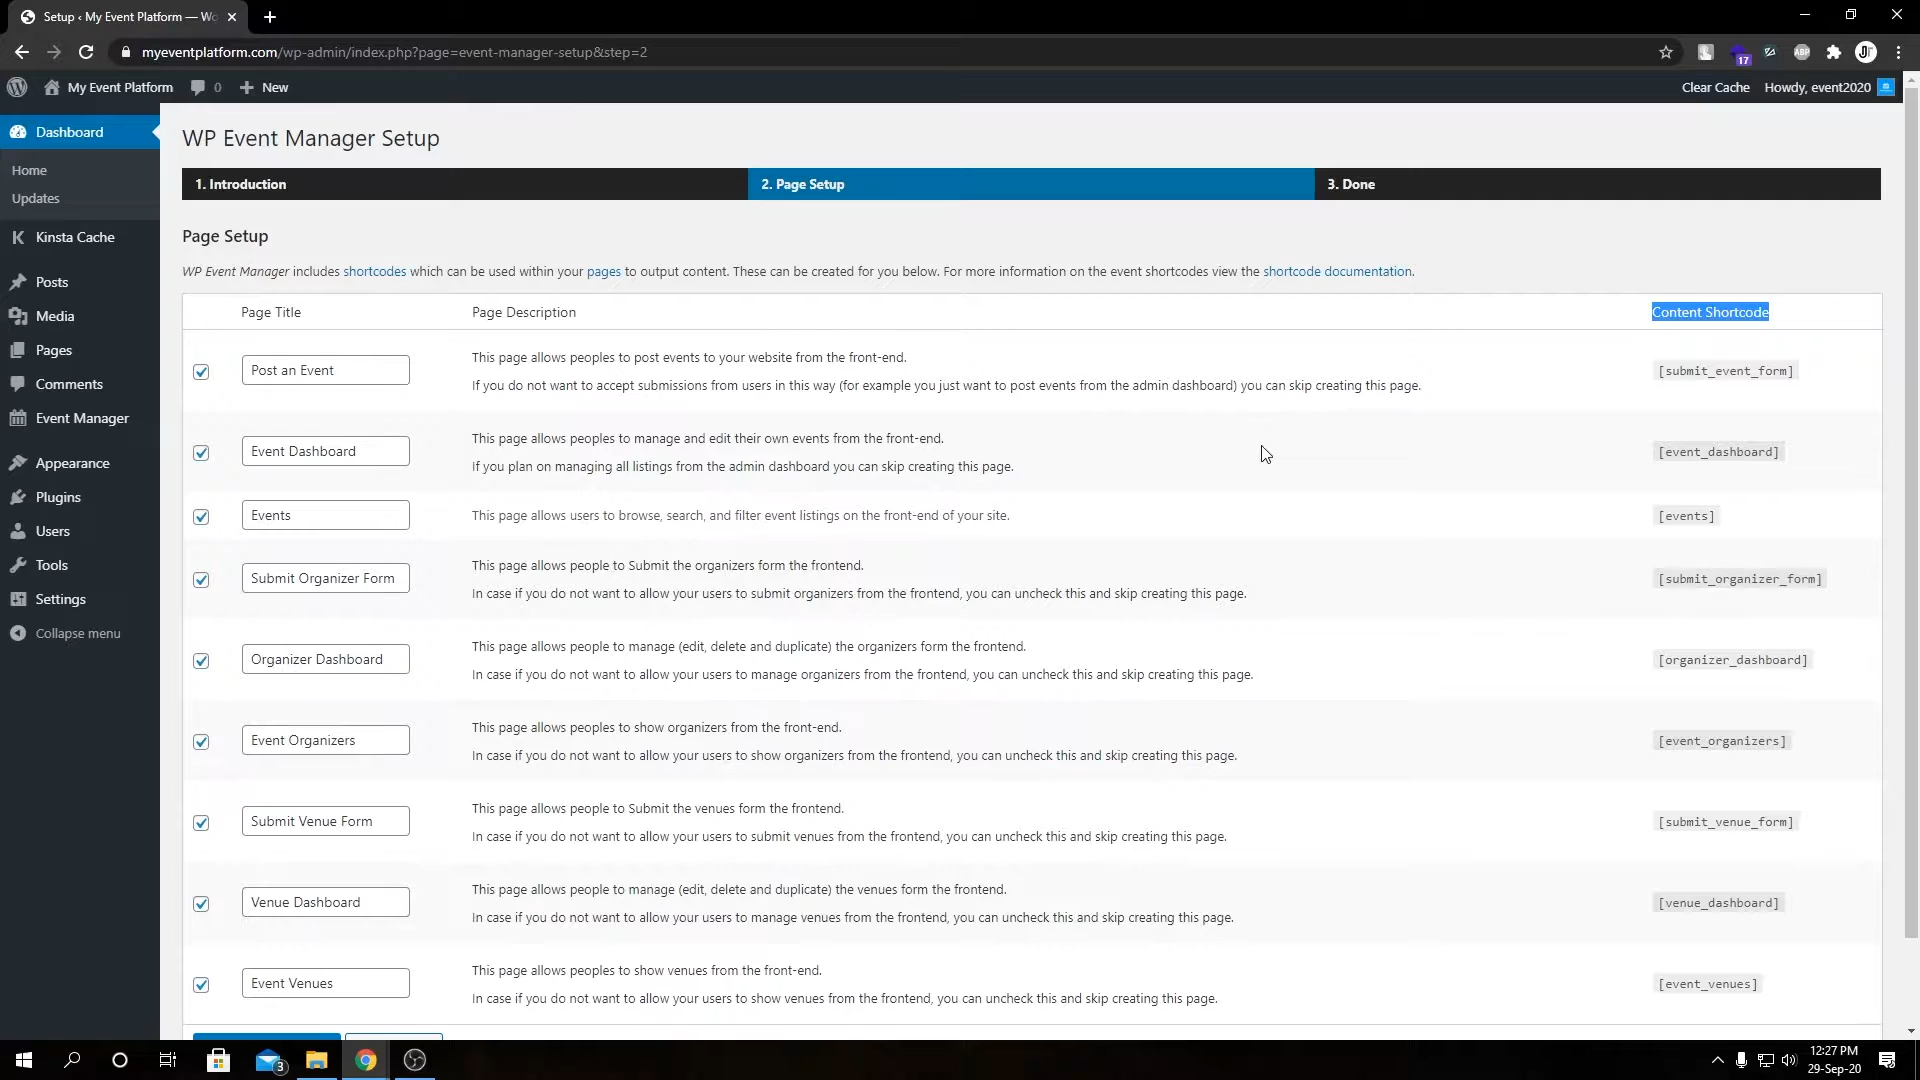 Setup ‹ My Event Platform — Wo
myeventplatform.com/wp-admin/index.php?page=event-manager-setup&step=2
ABP
17
My Event Platform
0
New
Clear Cache
Howdy, event2020
Dashboard
Home
Updates
Kinsta Cache
Posts
Media
Pages
Comments
Event Manager
Appearance
Plugins
Users
Tools
Settings
Collapse menu
WP Event Manager Setup
1. Introduction
2. Page Setup
3. Done
Page Setup
WP Event Manager includes shortcodes which can be used within your pages to output content. These can be created for you below. For more information on the event shortcodes view the shortcode documentation.
Page Title
Page Description
Content Shortcode
Post an Event
This page allows peoples to post events to your website from the front-end.
If you do not want to accept submissions from users in this way (for example you just want to post events from the admin dashboard) you can skip creating this page.
[submit_event_form]
Event Dashboard
This page allows peoples to manage and edit their own events from the front-end.
If you plan on managing all listings from the admin dashboard you can skip creating this page.
[event_dashboard]
Events
This page allows users to browse, search, and filter event listings on the front-end of your site.
[events]
Submit Organizer Form
This page allows people to Submit the organizers form the frontend.
In case if you do not want to allow your users to submit organizers from the frontend, you can uncheck this and skip creating this page.
[submit_organizer_form]
Organizer Dashboard
This page allows people to manage (edit, delete and duplicate) the organizers form the frontend.
In case if you do not want to allow your users to manage organizers from the frontend, you can uncheck this and skip creating this page.
[organizer_dashboard]
Event Organizers
This page allows peoples to show organizers from the front-end.
In case if you do not want to allow your users to show organizers from the frontend, you can uncheck this and skip creating this page.
[event_organizers]
Submit Venue Form
This page allows people to Submit the venues form the frontend.
In case if you do not want to allow your users to submit venues from the frontend, you can uncheck this and skip creating this page.
[submit_venue_form]
Venue Dashboard
This page allows people to manage (edit, delete and duplicate) the venues form the frontend.
In case if you do not want to allow your users to manage venues from the frontend, you can uncheck this and skip creating this page.
[venue_dashboard]
Event Venues
This page allows peoples to show venues from the front-end.
In case if you do not want to allow your users to show venues from the frontend, you can uncheck this and skip creating this page.
[event_venues]
3
12:27 PM
29-Sep-20